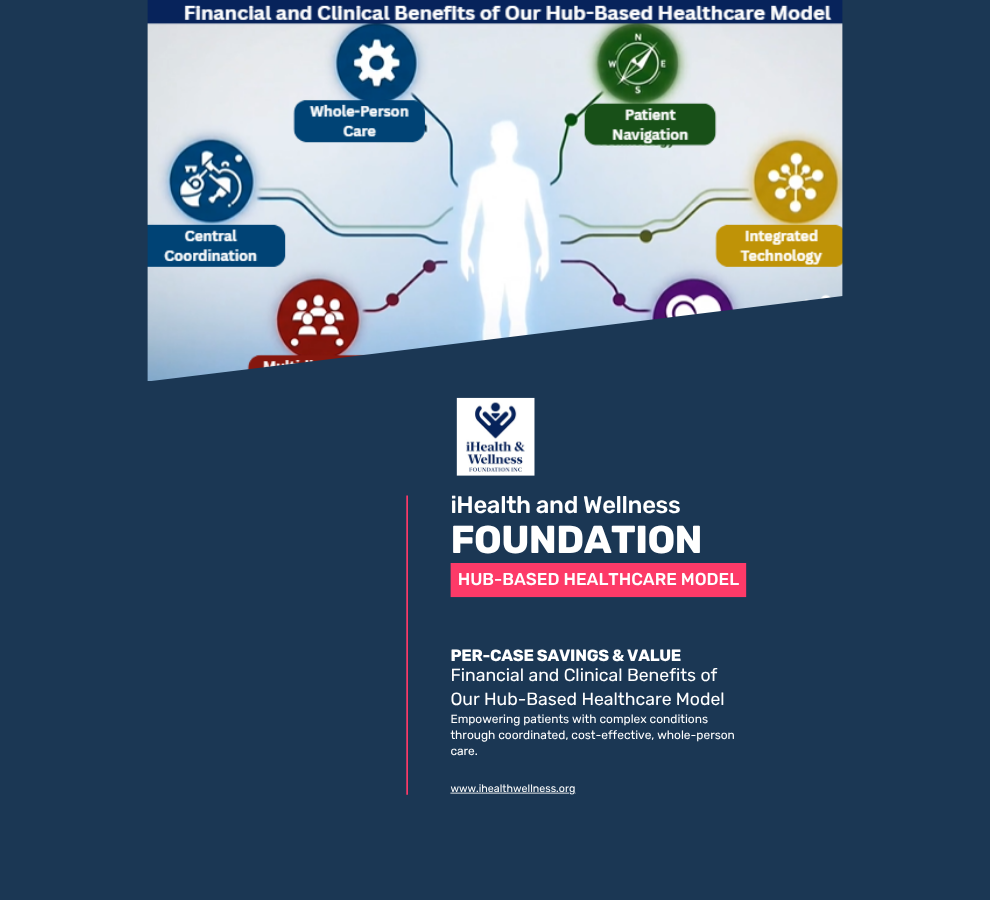 Financial and Clinical Benefits of Our Hub-Based Healthcare Model
N
W E
S
Whole-Person
Care
Patient
Navigation
Central
Coordination
Integrated
Technology
iHealth &
Wellness
FOUNDATION INC
iHealth and Wellness
FOUNDATION
HUB-BASED HEALTHCARE MODEL
PER-CASE SAVINGS & VALUE
Financial and Clinical Benefits of
Our Hub-Based Healthcare Model
Empowering patients with complex conditions
through coordinated, cost-effective, whole-person
care.
www.ihealthwellness.org